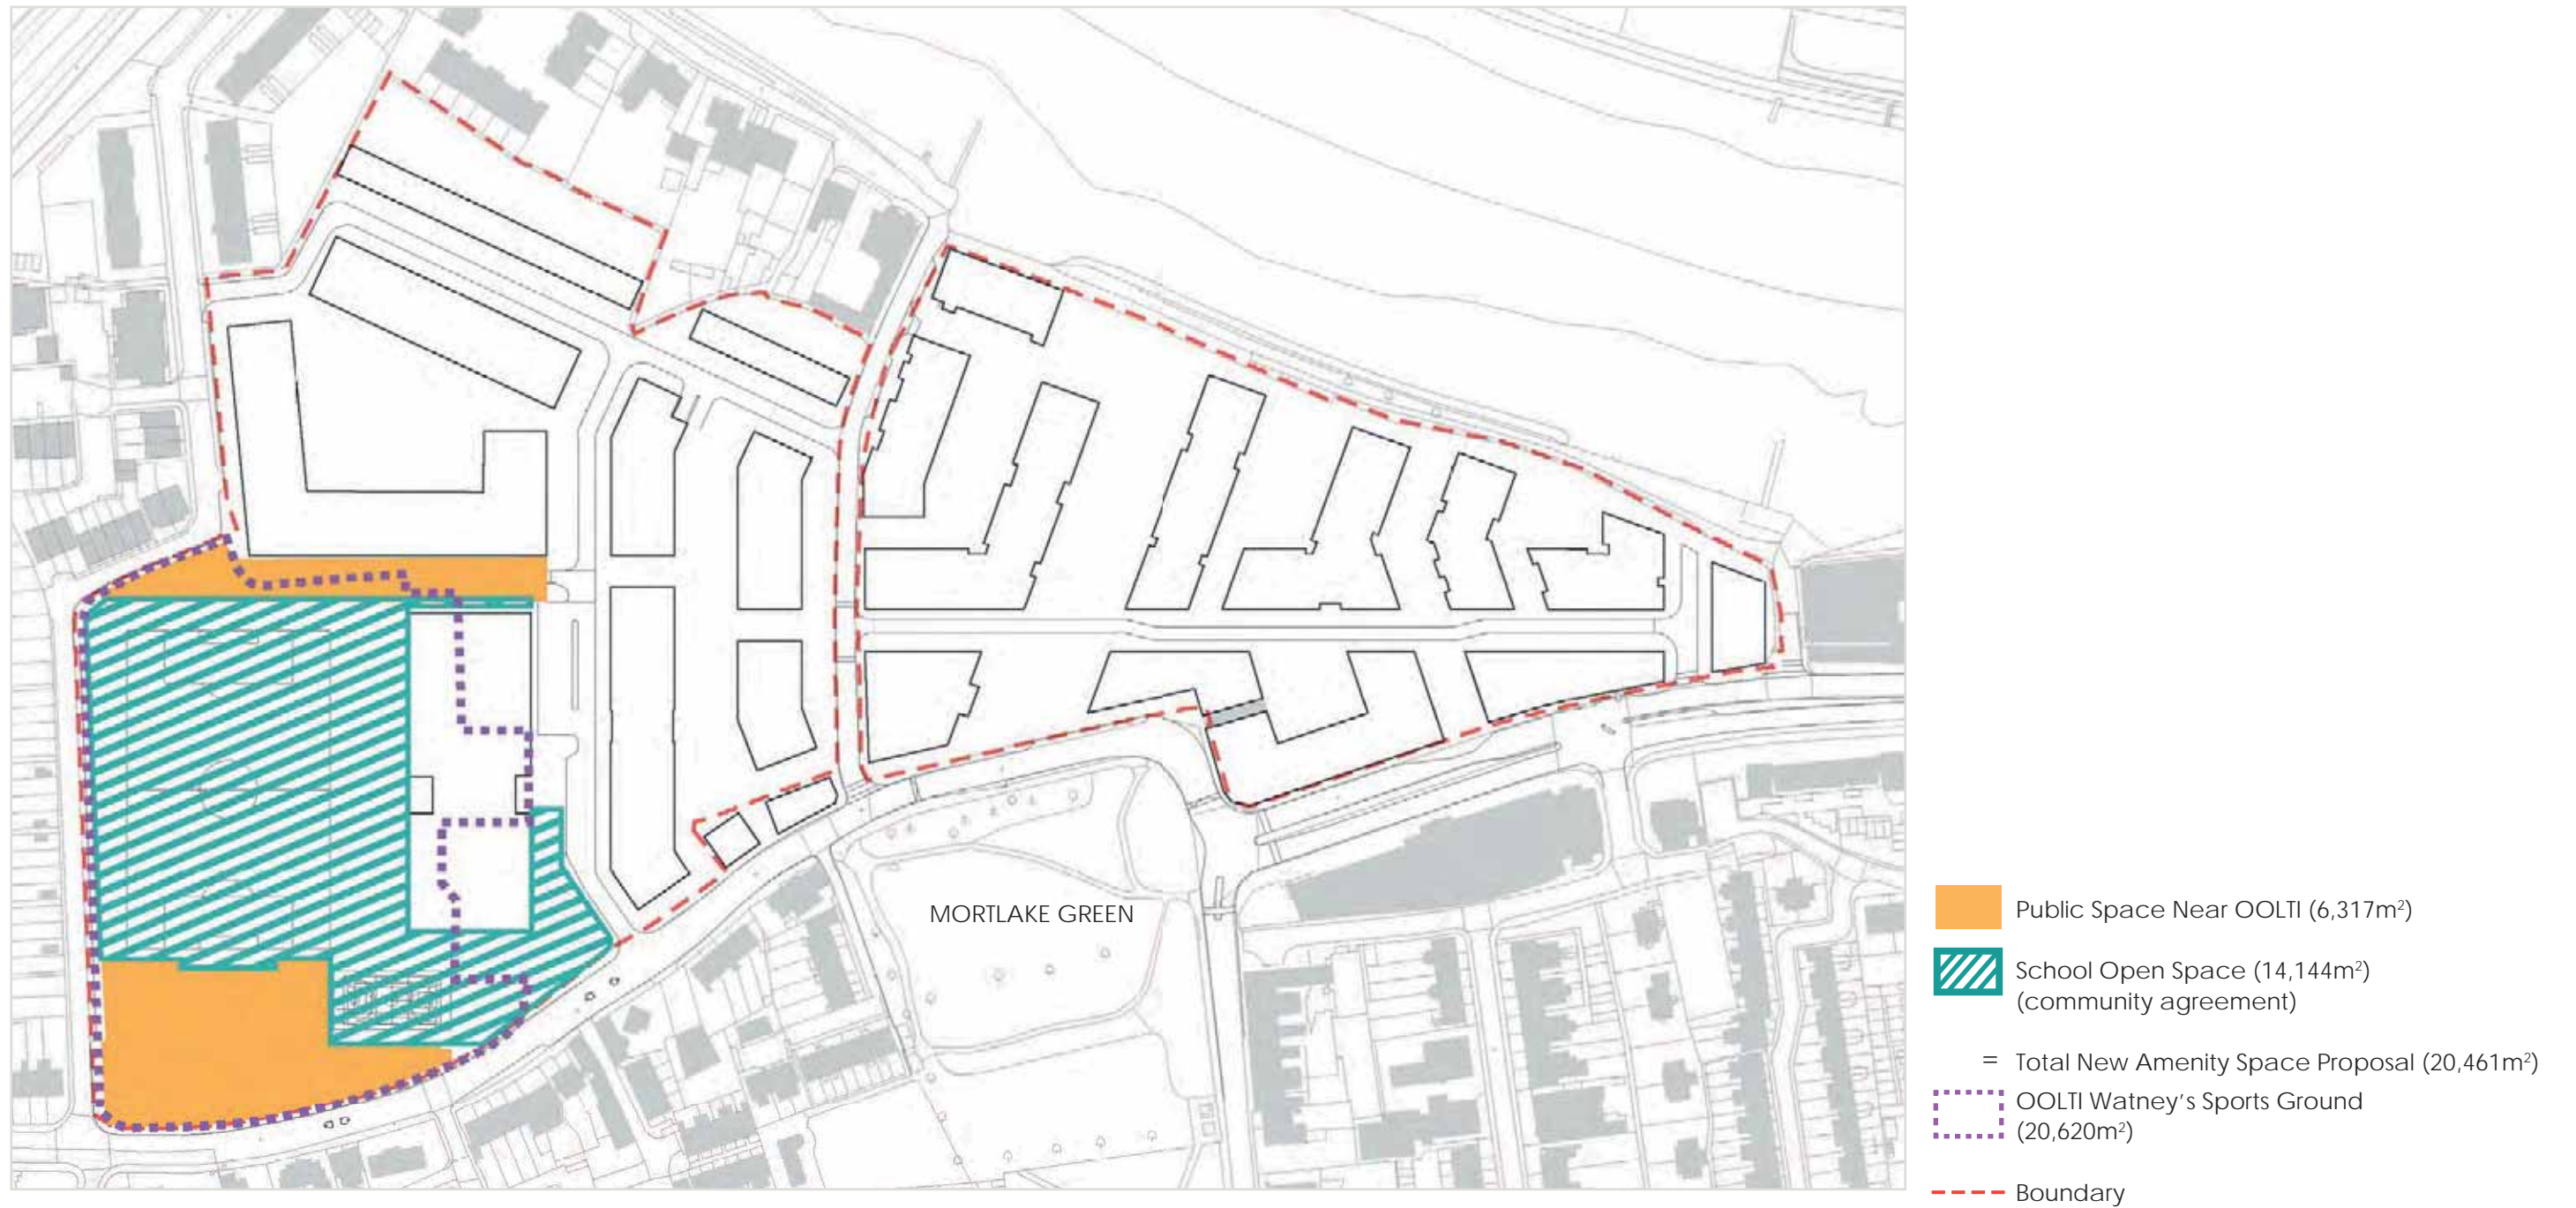 MORTLAKE GREEN
Public Space Near OOLTI (6,317m²)
School Open Space (14,144m²)
(community agreement)
= Total New Amenity Space Proposal (20,461m²)
OOLTI Watney's Sports Ground
(20,620m²)
Boundary